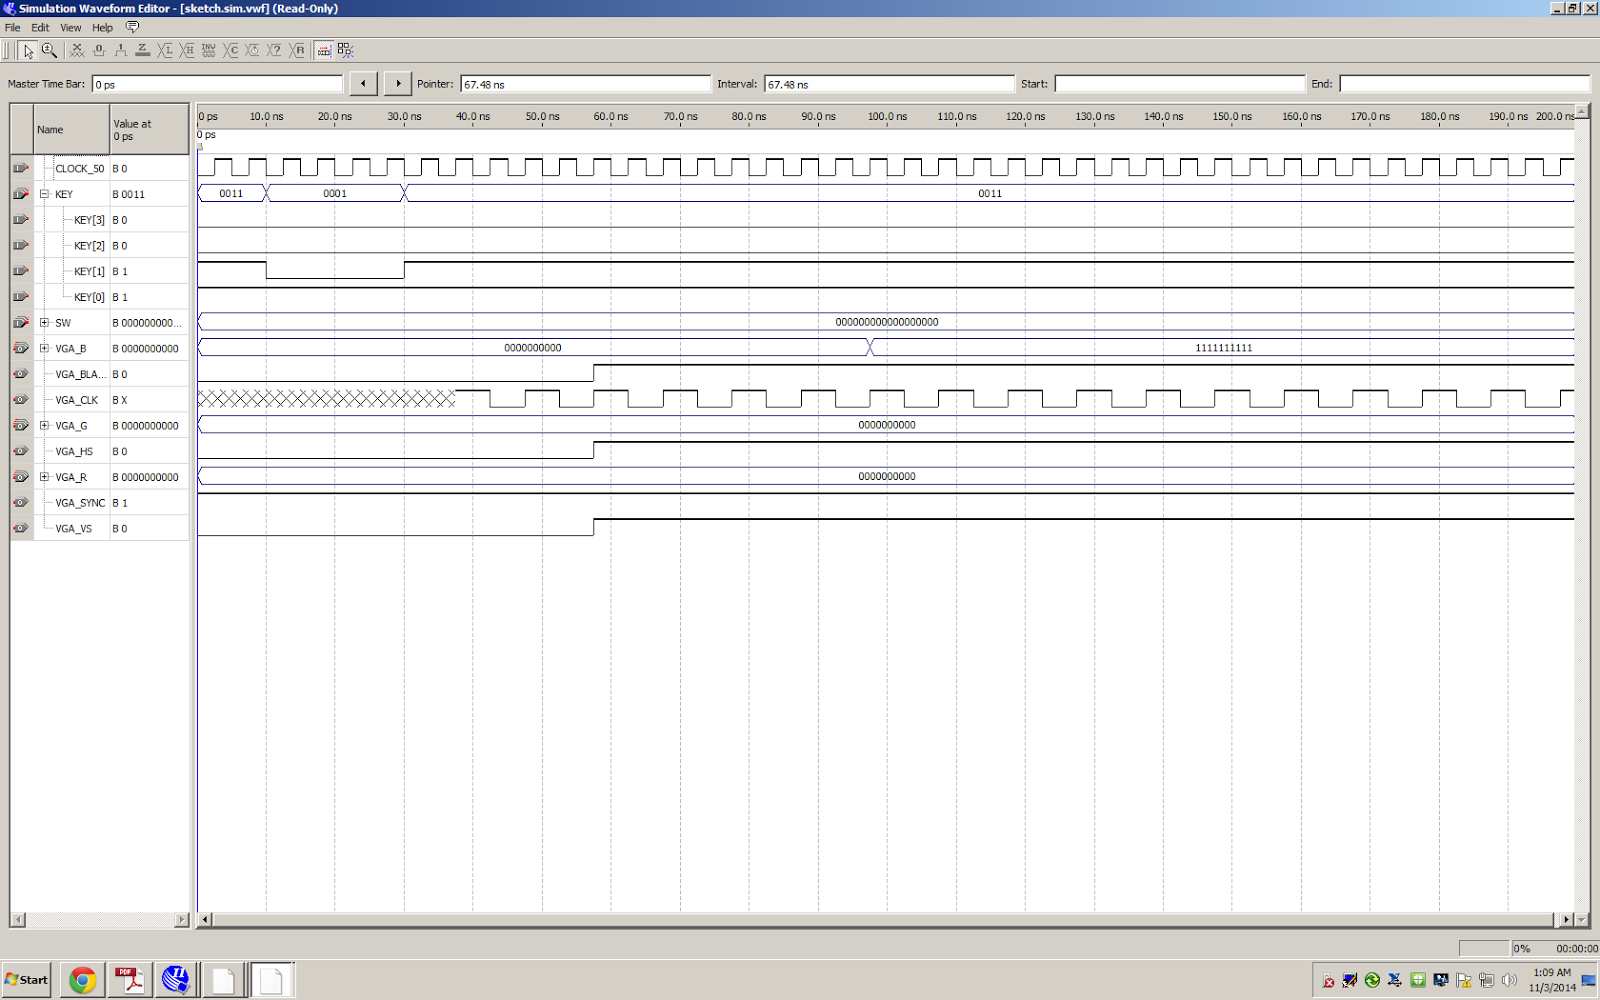 Simulation Waveform Editor - [sketch.sim.vwf] (Read-Only)
File Edit View Help
Master Time Bar: 0 ps Pointer: 67.48 ns Interval: 67.48 ns Start: End:
Name Value at 0 ps
0 ps 10.0 ns 20.0 ns 30.0 ns 40.0 ns 50.0 ns 60.0 ns 70.0 ns 80.0 ns 90.0 ns 100.0 ns 110.0 ns 120.0 ns 130.0 ns 140.0 ns 150.0 ns 160.0 ns 170.0 ns 180.0 ns 190.0 ns 200.0 ns
0 ps
CLOCK_50 B 0
KEY B 0011 0011 0001 0011
KEY[3] B 0
KEY[2] B 0
KEY[1] B 1
KEY[0] B 1
SW B 000000000... 000000000000000000
VGA_B B 0000000000 0000000000 1111111111
VGA_BLA... B 0
VGA_CLK B X
VGA_G B 0000000000 0000000000
VGA_HS B 0
VGA_R B 0000000000 0000000000
VGA_SYNC B 1
VGA_VS B 0
0% 00:00:00
Start PDF II 1:09 AM
11/3/2014